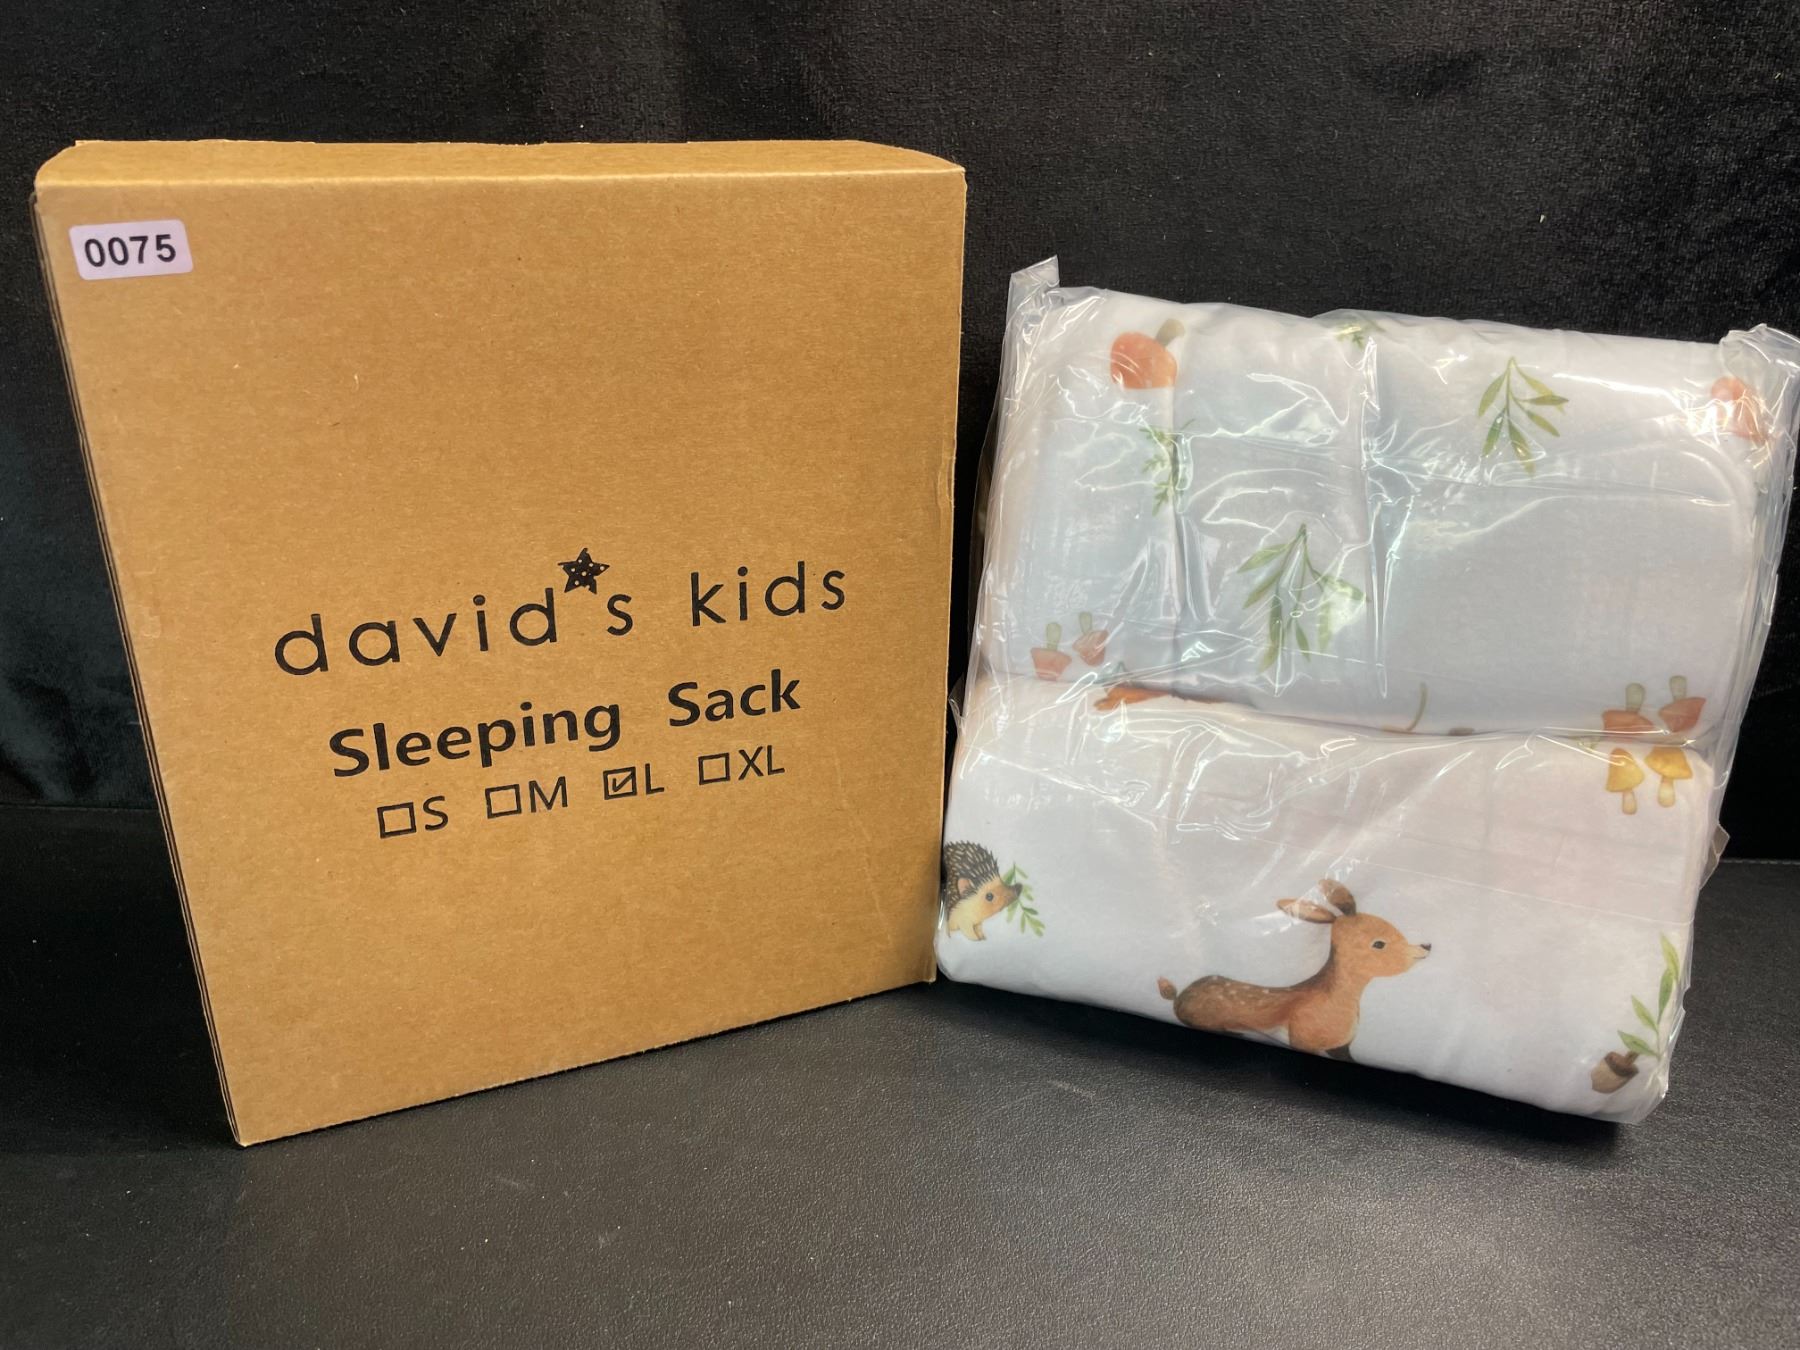 0075
david's kids
Sleeping Sack
☐S ☐M ☑L ☐XL